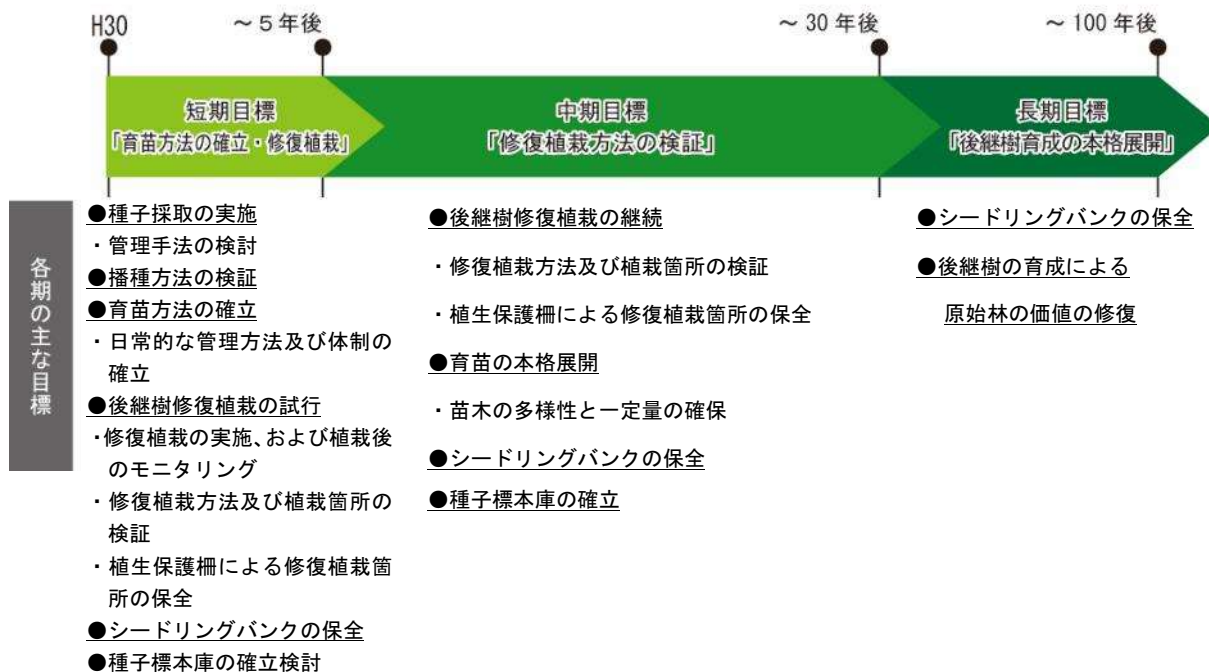 H30
～５年後
～30年後
～100年後
短期目標
「育苗方法の確立・修復植栽」
中期目標
「修復植栽方法の検証」
長期目標
「後継樹育成の本格展開」
各期の主な目標
●種子採取の実施
・管理手法の検討
●播種方法の検証
●育苗方法の確立
・日常的な管理方法及び体制の
確立
●後継樹修復植栽の試行
・修復植栽の実施、および植栽後
のモニタリング
・修復植栽方法及び植栽箇所の
検証
・植生保護柵による修復植栽箇
所の保全
●シードリングバンクの保全
●種子標本庫の確立検討
●後継樹修復植栽の継続
・修復植栽方法及び植栽箇所の検証
・植生保護柵による修復植栽箇所の保全
●育苗の本格展開
・苗木の多様性と一定量の確保
●シードリングバンクの保全
●種子標本庫の確立
●シードリングバンクの保全
●後継樹の育成による
原始林の価値の修復